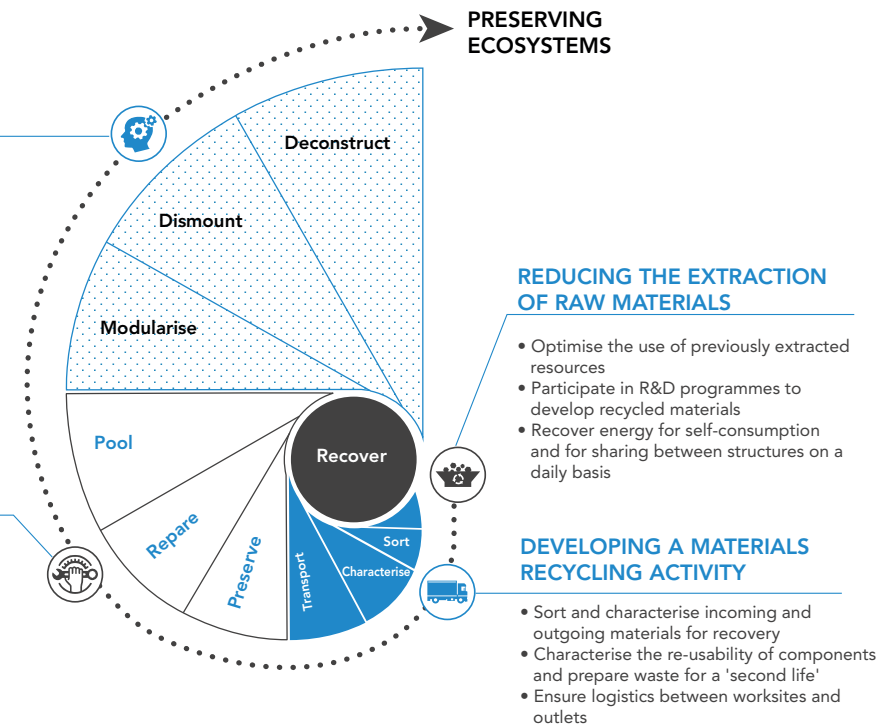 PRESERVING
ECOSYSTEMS
Deconstruct
Dismount
Modularise
Pool
Repare
Preserve
Transport
Characterise
Sort
Recover
REDUCING THE EXTRACTION
OF RAW MATERIALS
• Optimise the use of previously extracted
resources
• Participate in R&D programmes to
develop recycled materials
• Recover energy for self-consumption
and for sharing between structures on a
daily basis
DEVELOPING A MATERIALS
RECYCLING ACTIVITY
• Sort and characterise incoming and
outgoing materials for recovery
• Characterise the re-usability of components
and prepare waste for a 'second life'
• Ensure logistics between worksites and
outlets